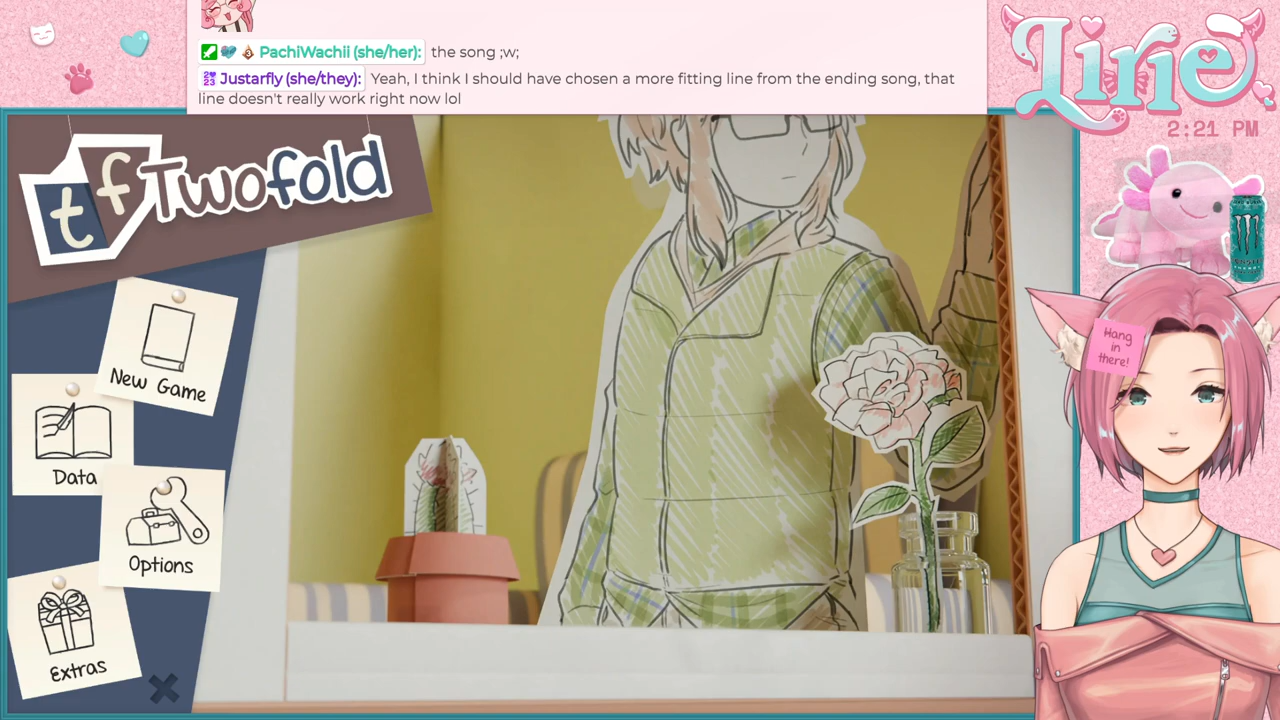 PachiWachii (she/her): the song ;w;
Justarfly (she/they): Yeah, I think I should have chosen a more fitting line from the ending song, that
line doesn't really work right now lol
Lirie
2:21 PM
tf Twofold
Hang
in
there!
New Game
Data
Options
Extras